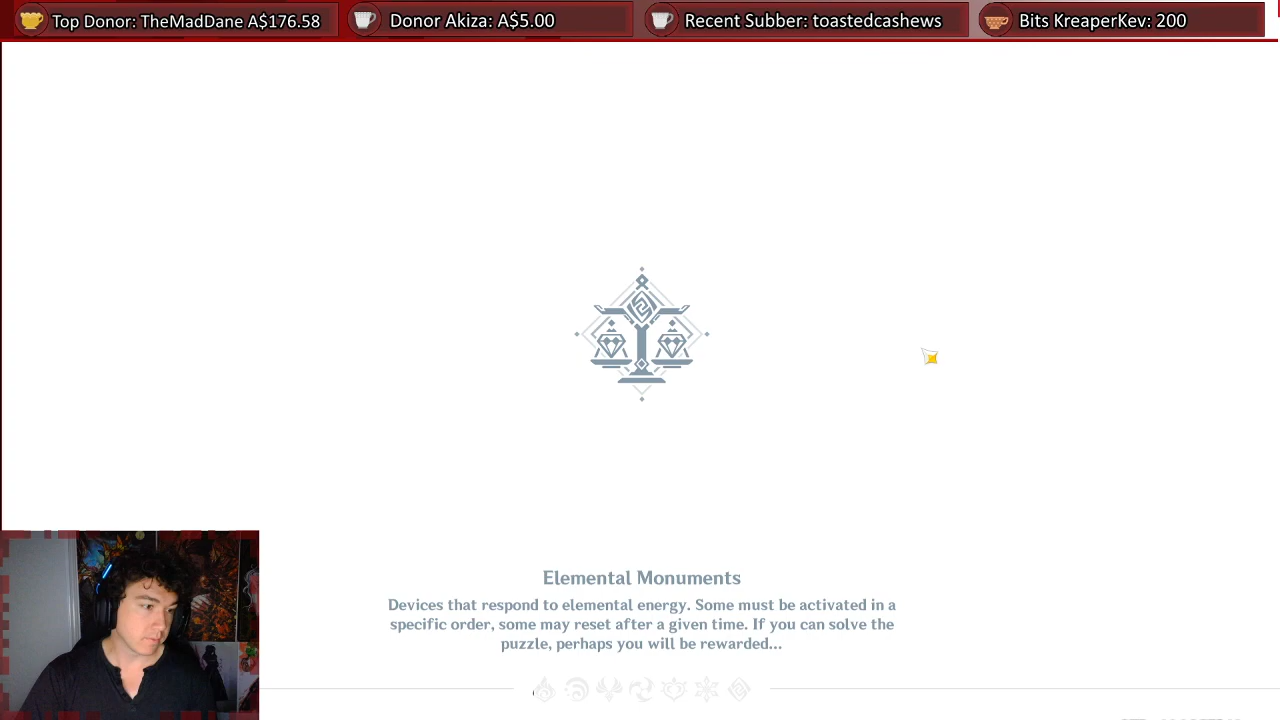 Top Donor: TheMadDane A$176.58
Donor Akiza: A$5.00
Recent Subber: toastedcashews
Bits KreaperKev: 200
Elemental Monuments
Devices that respond to elemental energy. Some must be activated in a
specific order, some may reset after a given time. If you can solve the
puzzle, perhaps you will be rewarded...